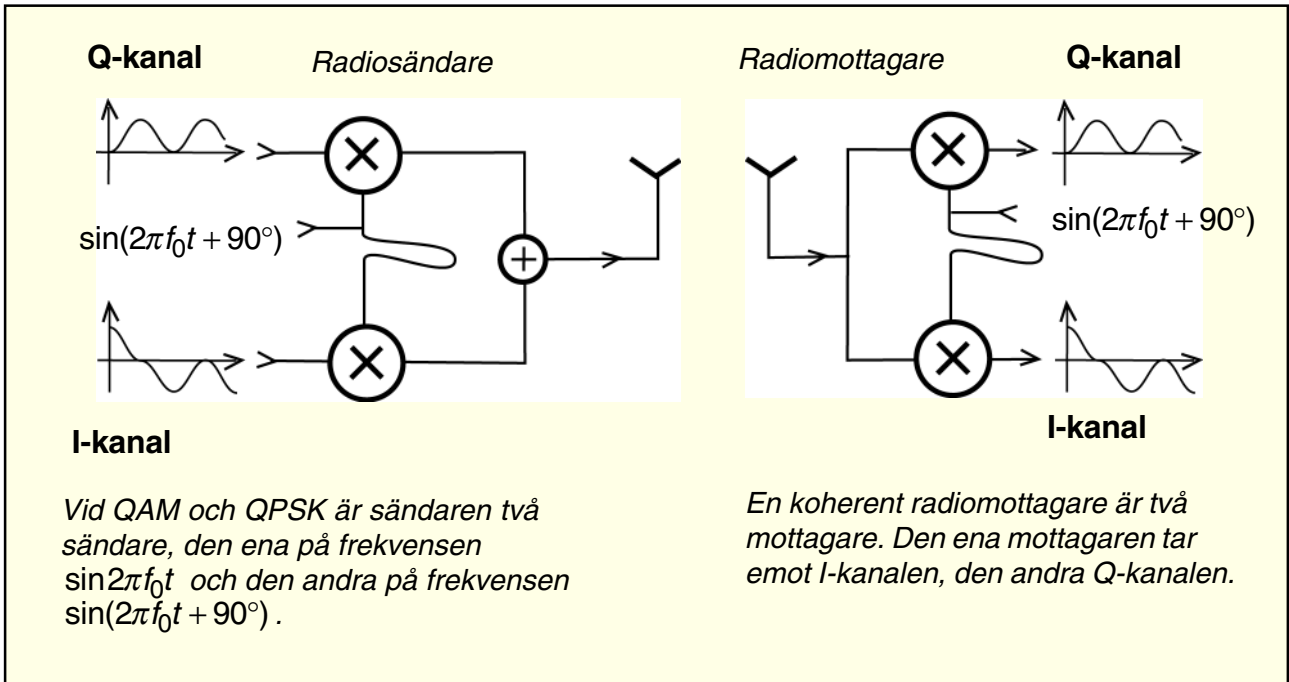 Q-kanal
Radiosändare
sin(2πf₀t + 90°)
I-kanal
Vid QAM och QPSK är sändaren två
sändare, den ena på frekvensen
sin2πf₀t och den andra på frekvensen
sin(2πf₀t + 90°).
Radiomottagare
Q-kanal
sin(2πf₀t + 90°)
I-kanal
En koherent radiomottagare är två
mottagare. Den ena mottagaren tar
emot I-kanalen, den andra Q-kanalen.